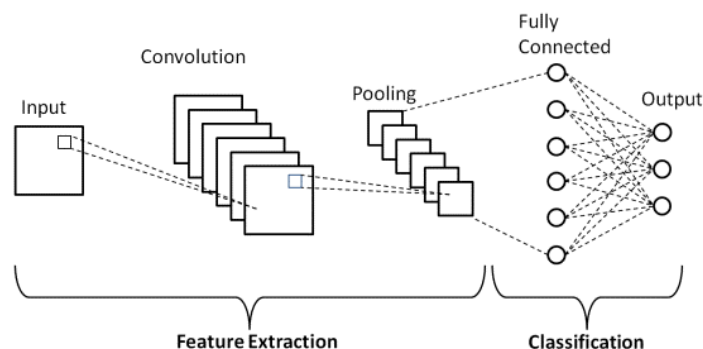 Fully
Connected
Convolution
Pooling
Input
Output
Feature Extraction
Classification